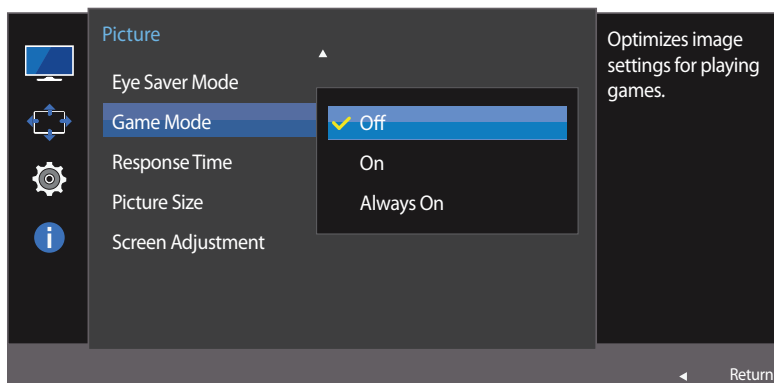 Picture
Eye Saver Mode
Game Mode
Response Time
Picture Size
Screen Adjustment
Off
On
Always On
Optimizes image
settings for playing
games.
Return